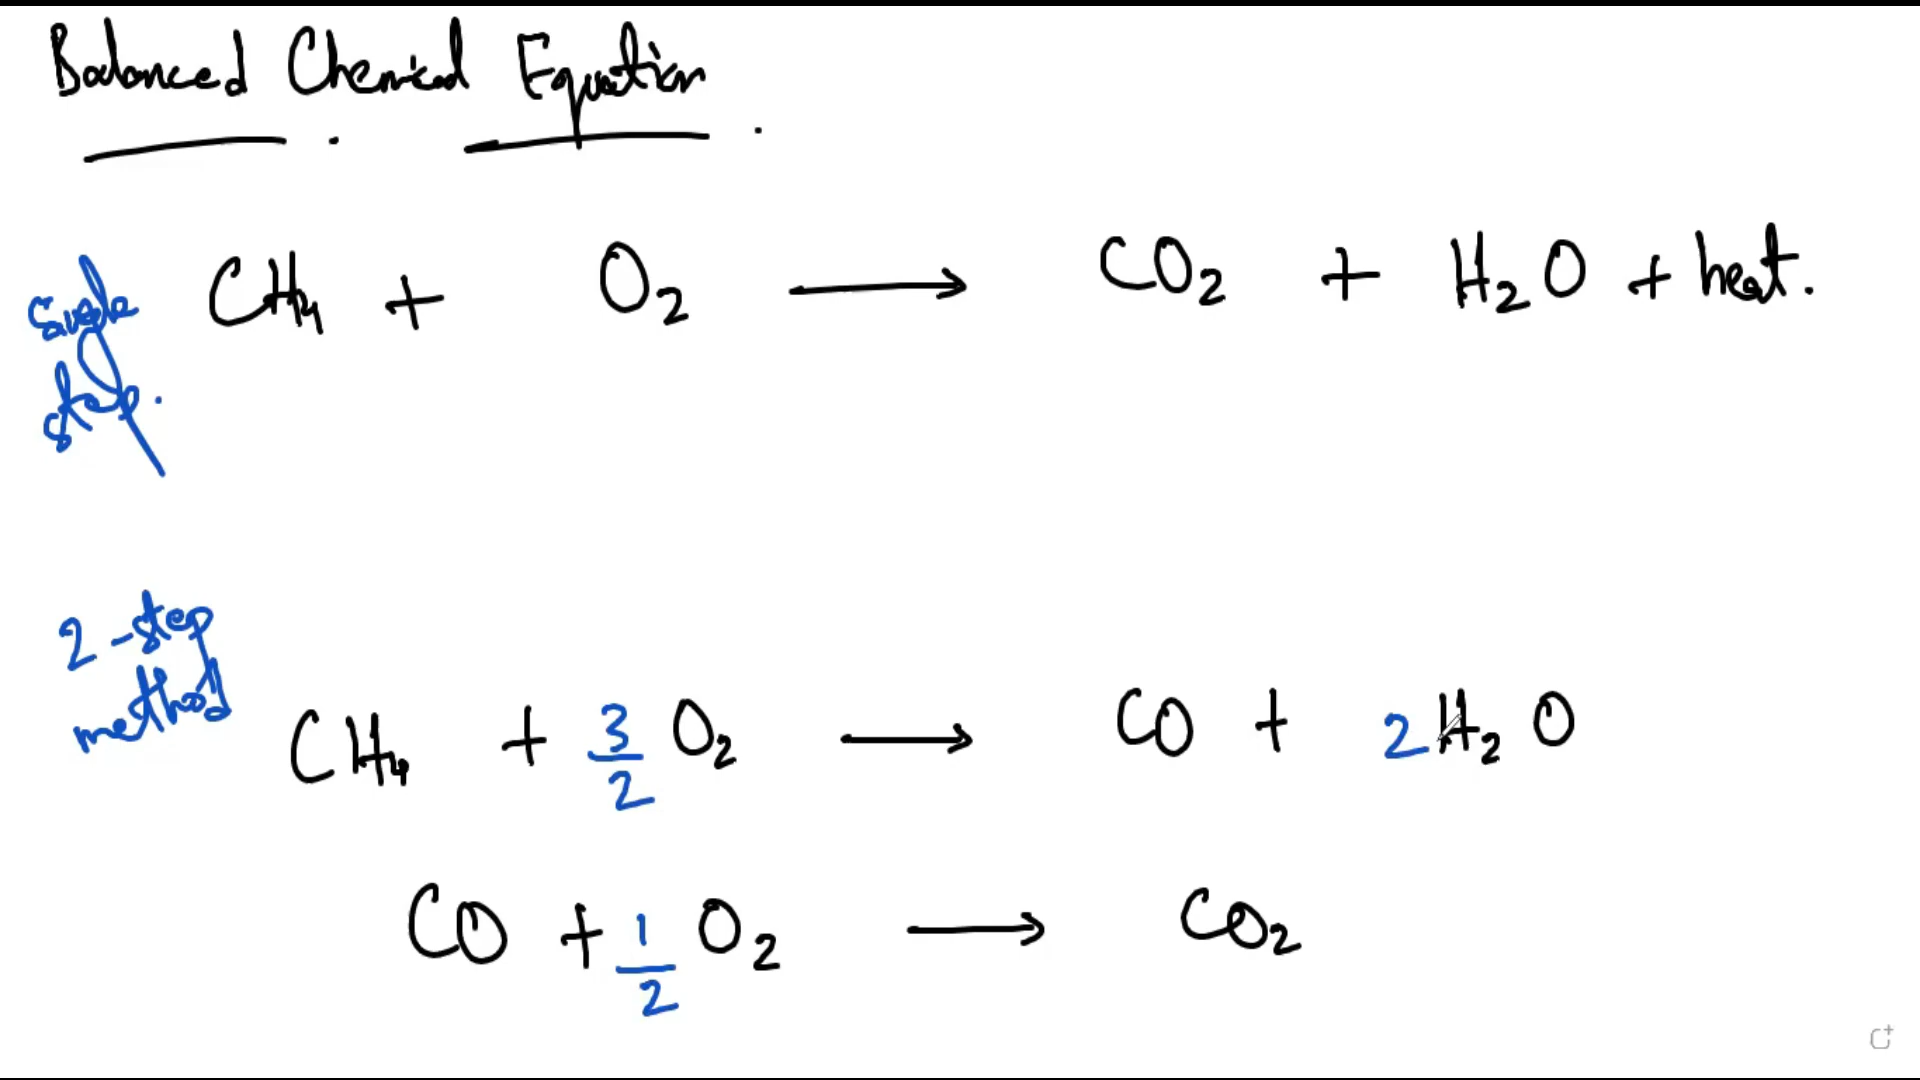 Balanced Chemical Equation.
Single step.
CH₄ + O₂ ⟶ CO₂ + H₂O + heat.
2-step method
CH₄ + 3/2 O₂ ⟶ CO + 2H₂O
CO + 1/2 O₂ ⟶ CO₂